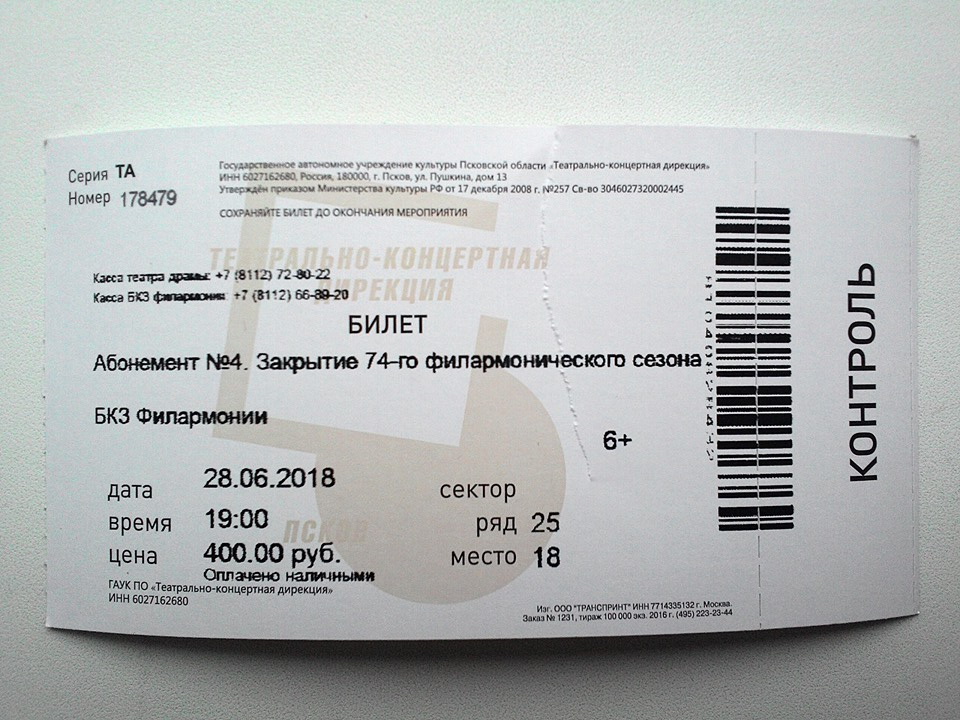 Серия ТА
Номер 178479
Государственное автономное учреждение культуры Псковской области «Театрально-концертная дирекция»
ИНН 6027162680, Россия, 180000, г. Псков, ул. Пушкина, дом 13
Утверждён приказом Министерства культуры РФ от 17 декабря 2008 г. №257 Св-во 3046027320002445
СОХРАНЯЙТЕ БИЛЕТ ДО ОКОНЧАНИЯ МЕРОПРИЯТИЯ
ТЕАТРАЛЬНО-КОНЦЕРТНАЯ
ДИРЕКЦИЯ
Касса театра драмы: +7 (8112) 72-80-22
Касса БКЗ филармонии: +7 (8112) 66-89-20
БИЛЕТ
Абонемент №4. Закрытие 74-го филармонического сезона
БКЗ Филармонии
6+
дата 28.06.2018
время 19:00
цена 400.00 руб.
Оплачено наличными
сектор
ряд 25
место 18
ПСКОВ
ГАУК ПО «Театрально-концертная дирекция»
ИНН 6027162680
Изг. ООО "ТРАНСПРИНТ" ИНН 7714335132 г. Москва.
Заказ № 1231, тираж 100 000 экз. 2016 г. (495) 223-23-44
КОНТРОЛЬ